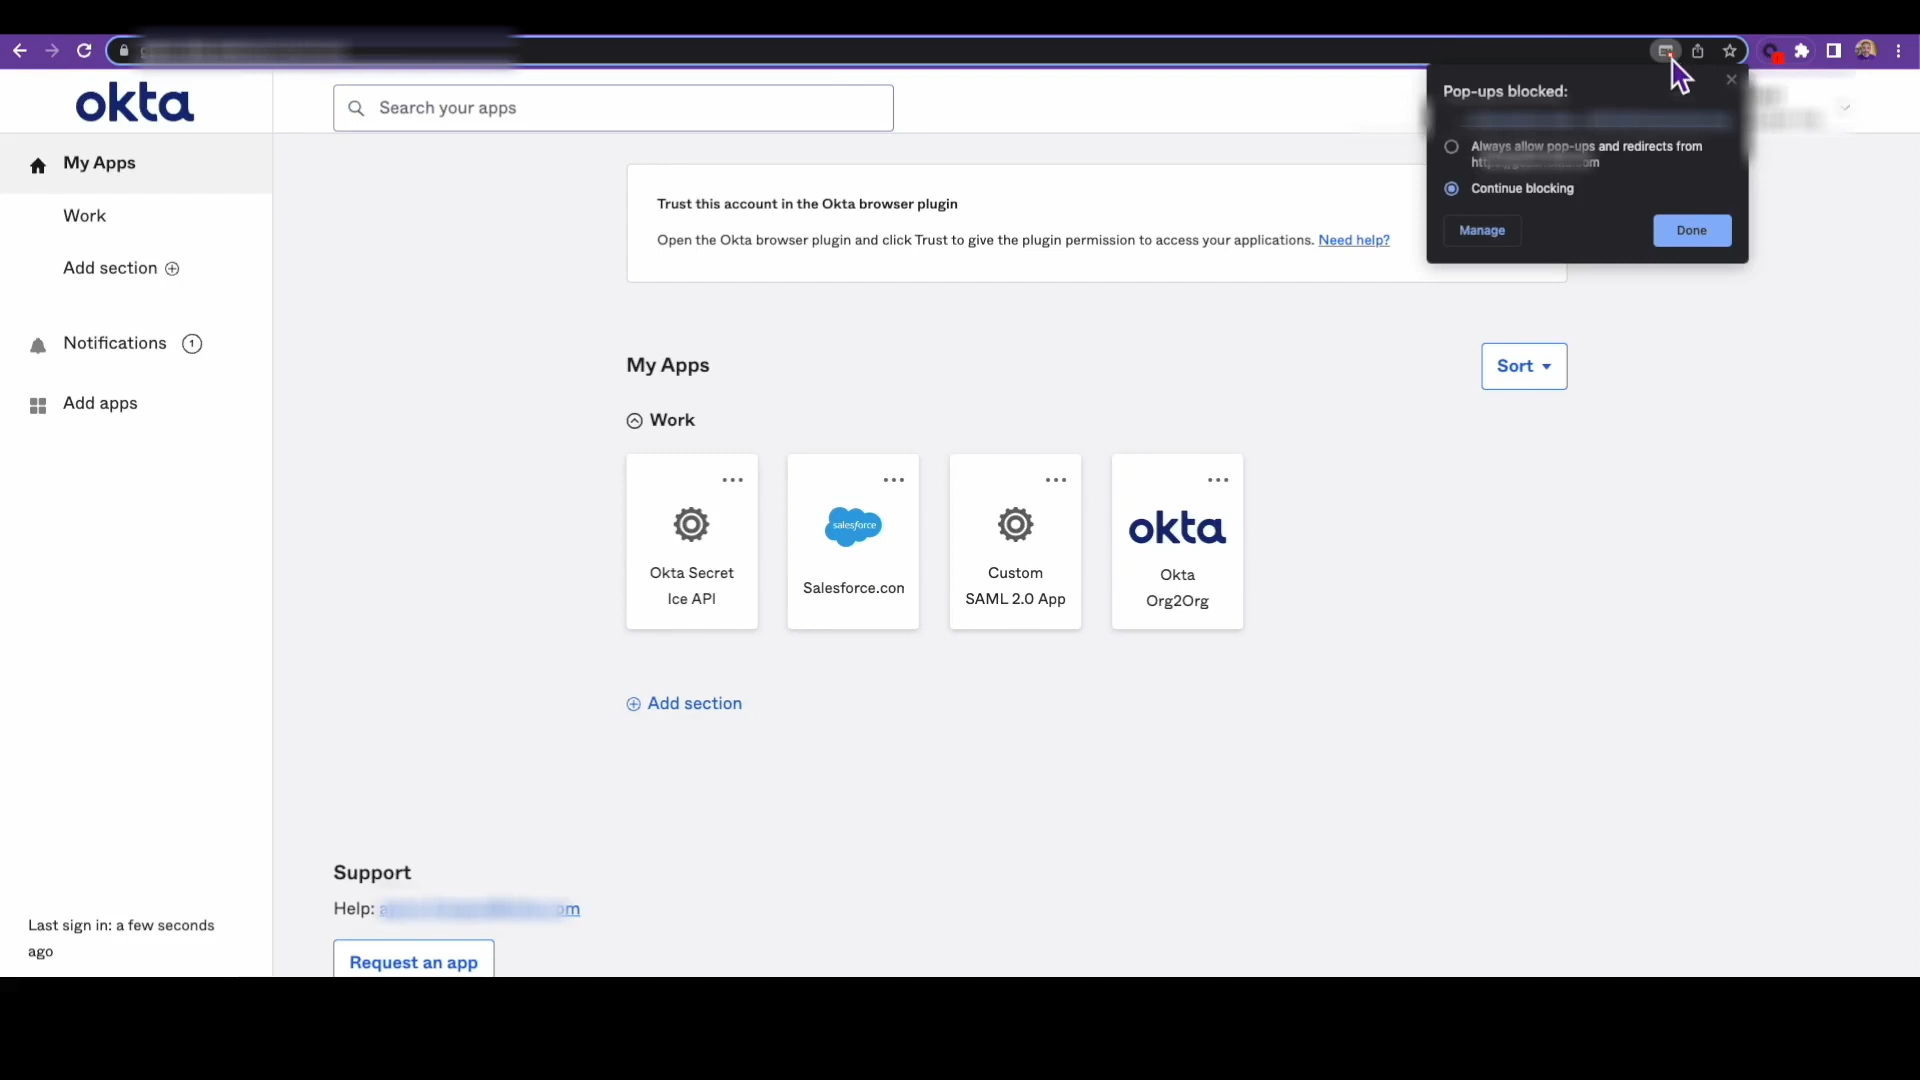 okta
Search your apps
Pop-ups blocked:
Always allow pop-ups and redirects from
Continue blocking
Manage
Done
My Apps
Work
Add section
Notifications 1
Add apps
Trust this account in the Okta browser plugin
Open the Okta browser plugin and click Trust to give the plugin permission to access your applications. Need help?
My Apps
Sort
Work
Okta Secret
Ice API
salesforce
Salesforce.con
Custom
SAML 2.0 App
okta
Okta
Org2Org
Add section
Support
Help:
Request an app
Last sign in: a few seconds
ago